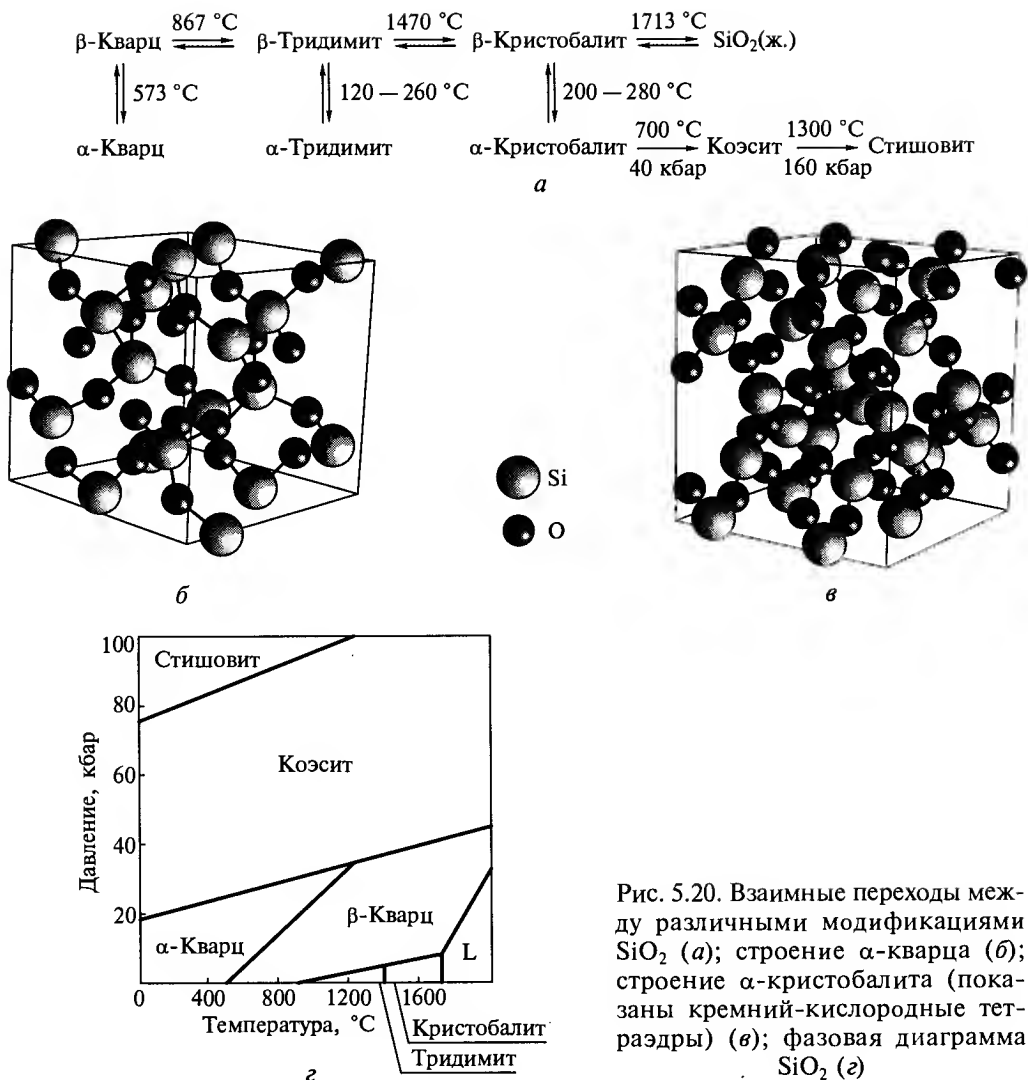 867 °C 1470 °C 1713 °C
β-Кварц ⇌ β-Тридимит ⇌ β-Кристобалит ⇌ SiO₂(ж.)
573 °C 120 — 260 °C 200 — 280 °C
700 °C 1300 °C
α-Кварц α-Тридимит α-Кристобалит → Коэсит → Стишовит
40 кбар 160 кбар
а
Si
O
б
в
100
Стишовит
80
Коэсит
60
Давление, кбар
40
β-Кварц
20
α-Кварц
L
0 400 800 1200 1600
Температура, °C
Кристобалит
Тридимит
г
Рис. 5.20. Взаимные переходы меж-
ду различными модификациями
SiO₂ (а); строение α-кварца (б);
строение α-кристобалита (пока-
заны кремний-кислородные тет-
раэдры) (в); фазовая диаграмма
SiO₂ (г)